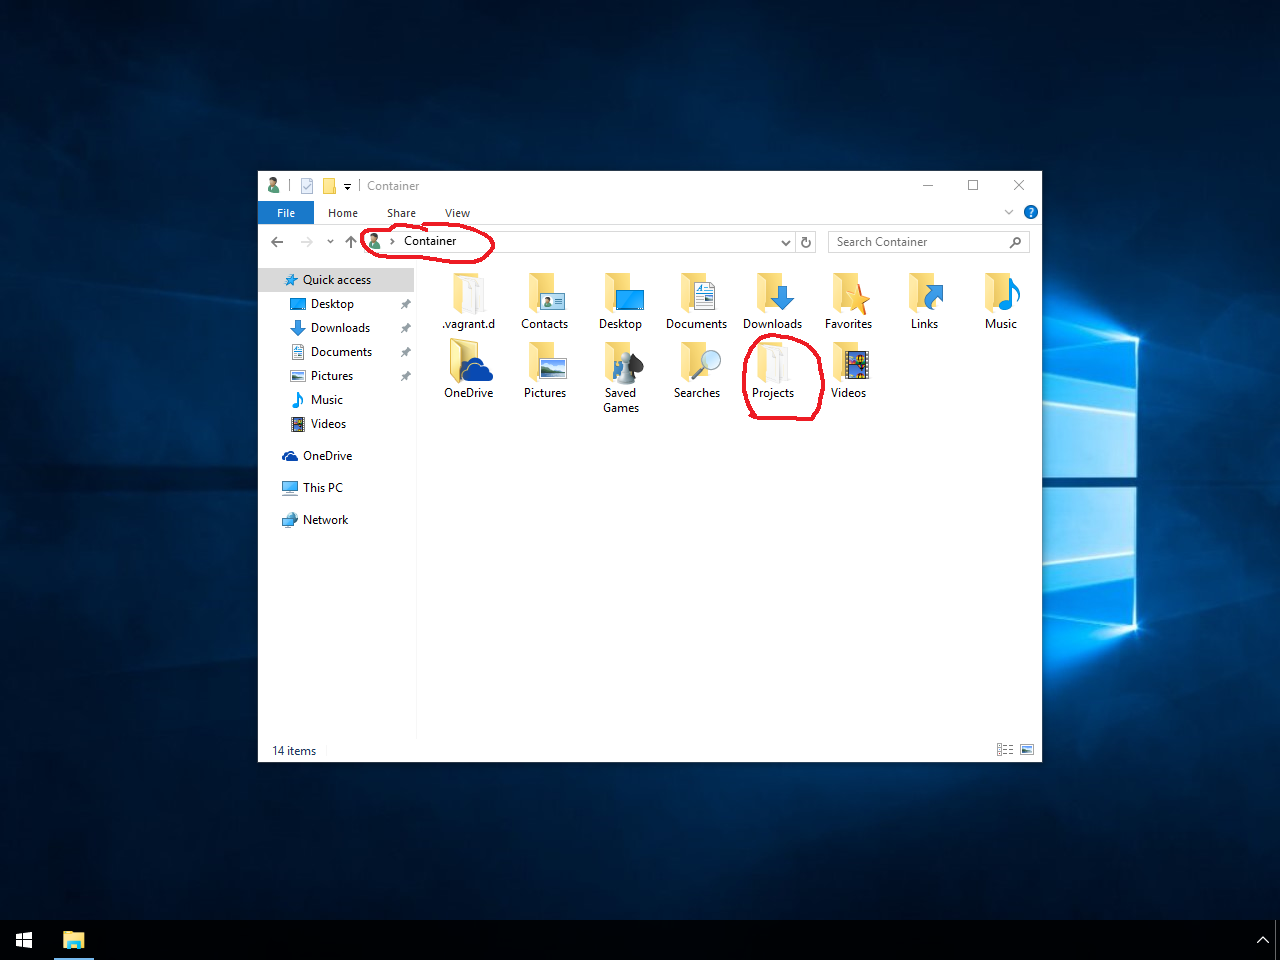 Container
File Home Share View
Container
Search Container
Quick access
Desktop
Downloads
Documents
Pictures
Music
Videos
OneDrive
This PC
Network
.vagrant.d Contacts Desktop Documents Downloads Favorites Links Music
OneDrive Pictures Saved Games Searches Projects Videos
14 items